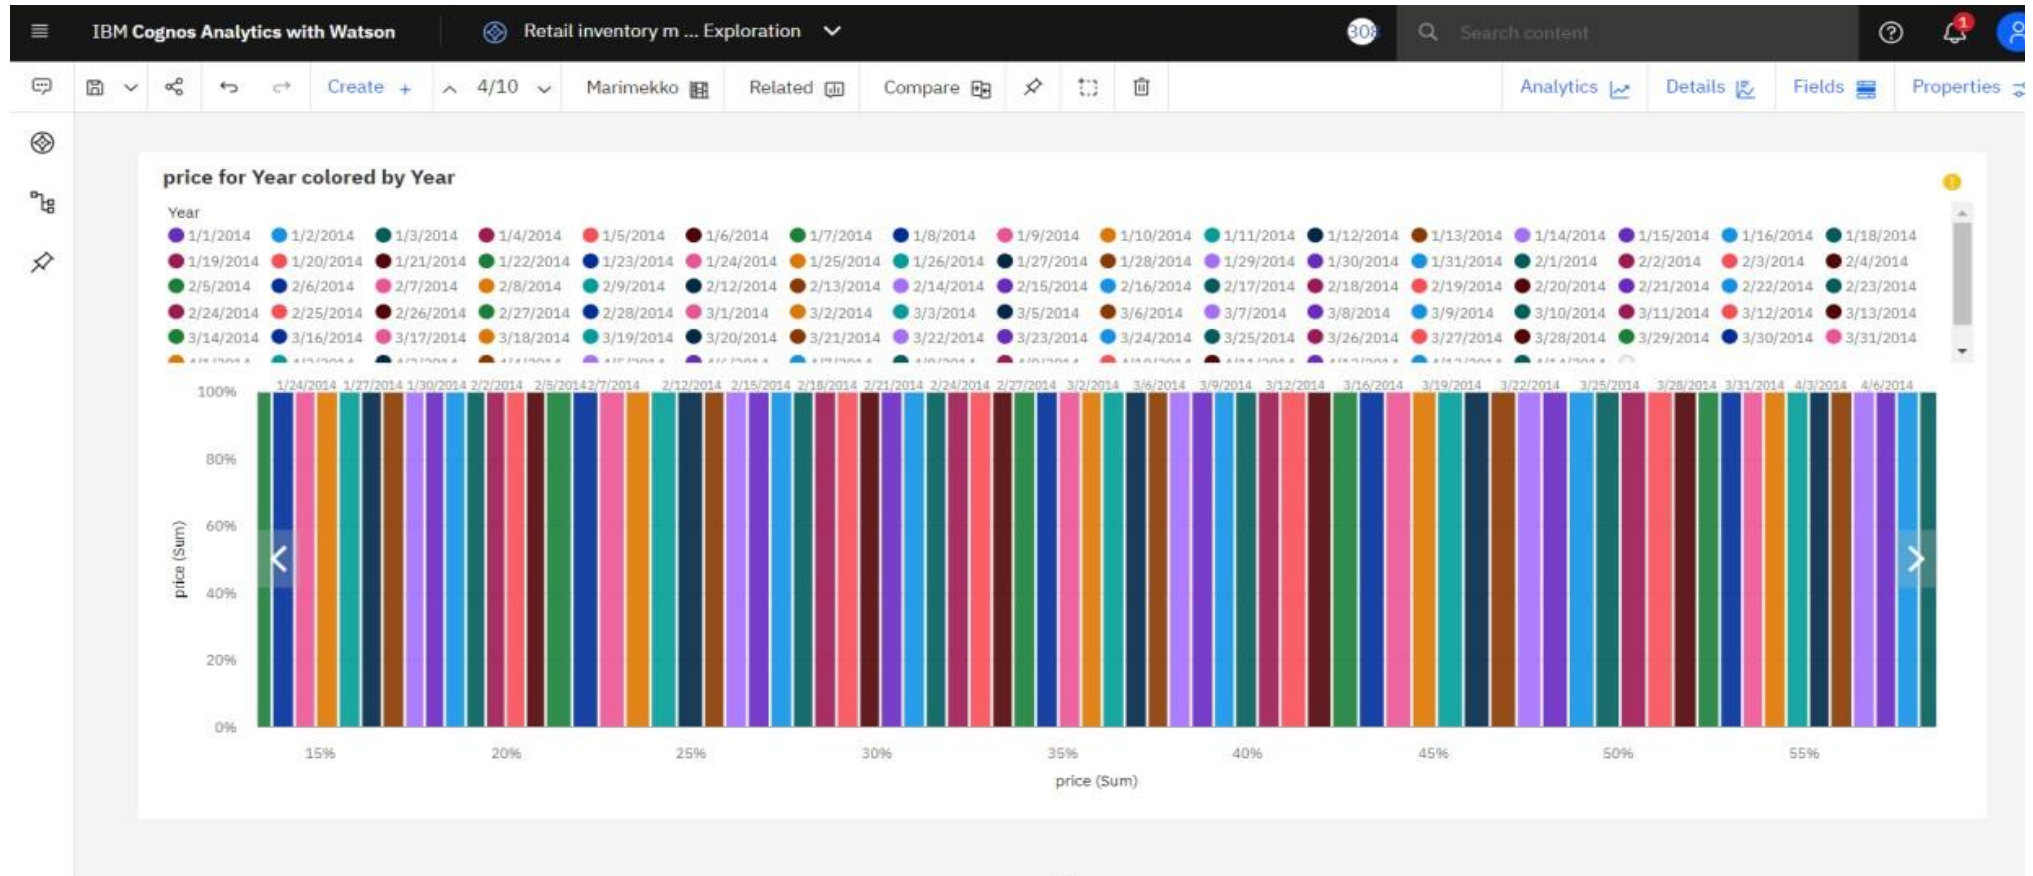 IBM Cognos Analytics with Watson Retail inventory m ... Exploration 308 Search content 1
Create + 4/10 Marimekko Related Compare Analytics Details Fields Properties
price for Year colored by Year
Year
1/1/2014 1/2/2014 1/3/2014 1/4/2014 1/5/2014 1/6/2014 1/7/2014 1/8/2014 1/9/2014 1/10/2014 1/11/2014 1/12/2014 1/13/2014 1/14/2014 1/15/2014 1/16/2014 1/18/2014
1/19/2014 1/20/2014 1/21/2014 1/22/2014 1/23/2014 1/24/2014 1/25/2014 1/26/2014 1/27/2014 1/28/2014 1/29/2014 1/30/2014 1/31/2014 2/1/2014 2/2/2014 2/3/2014 2/4/2014
2/5/2014 2/6/2014 2/7/2014 2/8/2014 2/9/2014 2/12/2014 2/13/2014 2/14/2014 2/15/2014 2/16/2014 2/17/2014 2/18/2014 2/19/2014 2/20/2014 2/21/2014 2/22/2014 2/23/2014
2/24/2014 2/25/2014 2/26/2014 2/27/2014 2/28/2014 3/1/2014 3/2/2014 3/3/2014 3/5/2014 3/6/2014 3/7/2014 3/8/2014 3/9/2014 3/10/2014 3/11/2014 3/12/2014 3/13/2014
3/14/2014 3/16/2014 3/17/2014 3/18/2014 3/19/2014 3/20/2014 3/21/2014 3/22/2014 3/23/2014 3/24/2014 3/25/2014 3/26/2014 3/27/2014 3/28/2014 3/29/2014 3/30/2014 3/31/2014
1/24/2014 1/27/2014 1/30/2014 2/2/2014 2/5/2014 2/7/2014 2/12/2014 2/15/2014 2/18/2014 2/21/2014 2/24/2014 2/27/2014 3/2/2014 3/6/2014 3/9/2014 3/12/2014 3/16/2014 3/19/2014 3/22/2014 3/25/2014 3/28/2014 3/31/2014 4/3/2014 4/6/2014
100%
80%
60%
40%
20%
0%
price (Sum)
15% 20% 25% 30% 35% 40% 45% 50% 55%
price (Sum)